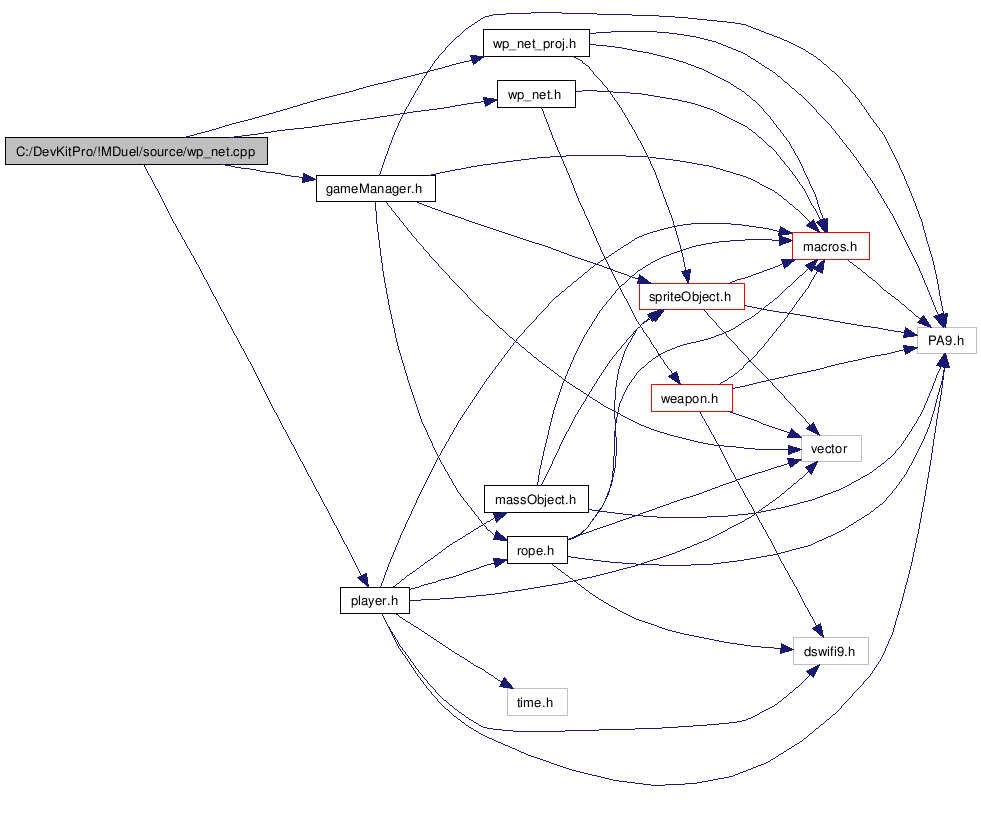 wp_net_proj.h
wp_net.h
C:/DevKitPro/!MDuel/source/wp_net.cpp
gameManager.h
macros.h
spriteObject.h
PA9.h
weapon.h
vector
massObject.h
rope.h
player.h
dswifi9.h
time.h